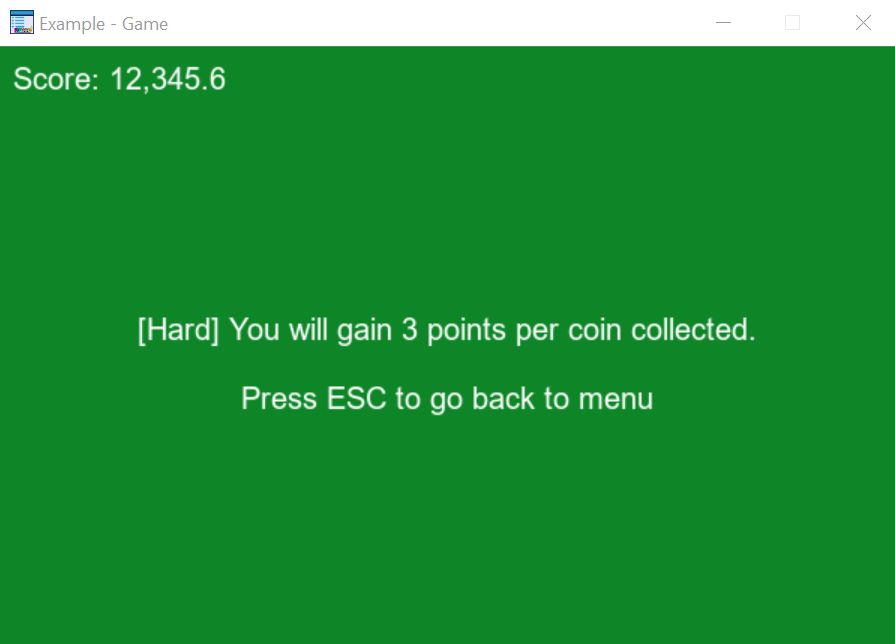 Example - Game
Score: 12,345.6
[Hard] You will gain 3 points per coin collected.
Press ESC to go back to menu